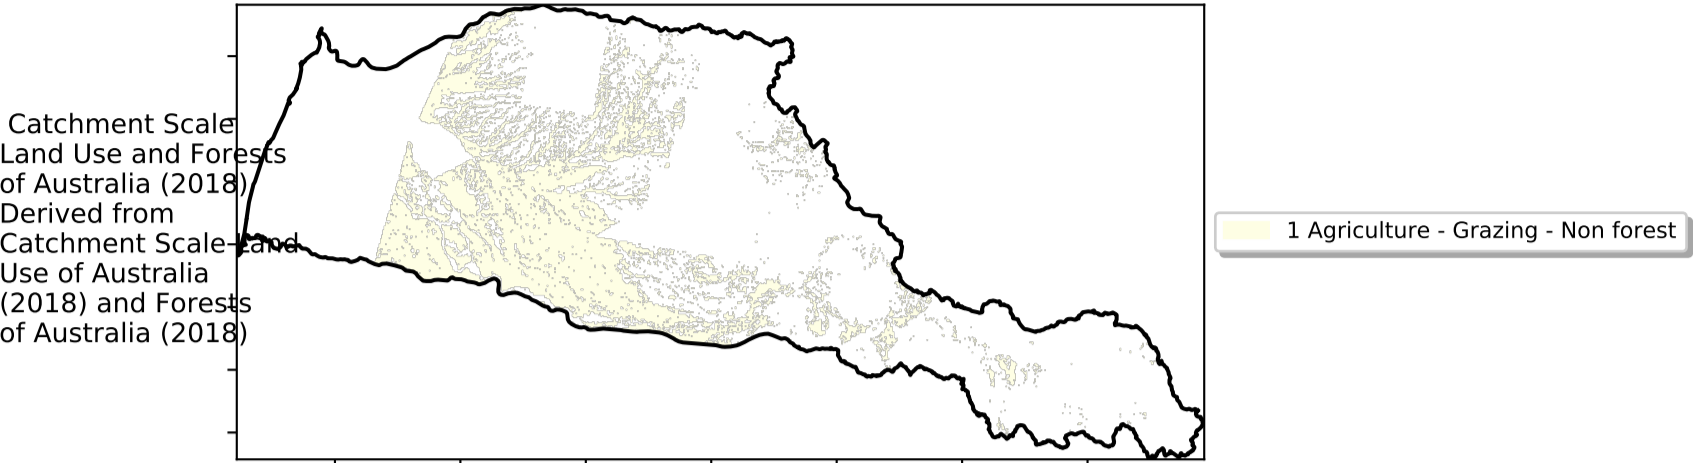 Catchment Scale
Land Use and Forests
of Australia (2018)
Derived from
Catchment Scale Land
Use of Australia
(2018) and Forests
of Australia (2018)
1 Agriculture - Grazing - Non forest